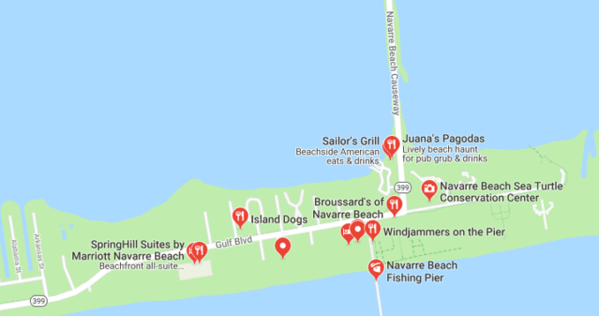 Navarre Beach Causeway
Sailor's Grill
Beachside American
eats & drinks
Juana's Pagodas
Lively beach haunt
for pub grub & drinks
399
Navarre Beach Sea Turtle
Conservation Center
Broussard's of
Navarre Beach
Island Dogs
Windjammers on the Pier
Gulf Blvd
SpringHill Suites by
Marriott Navarre Beach
Beachfront all-suite...
Alabama St
Arkansas St
Navarre Beach
Fishing Pier
399